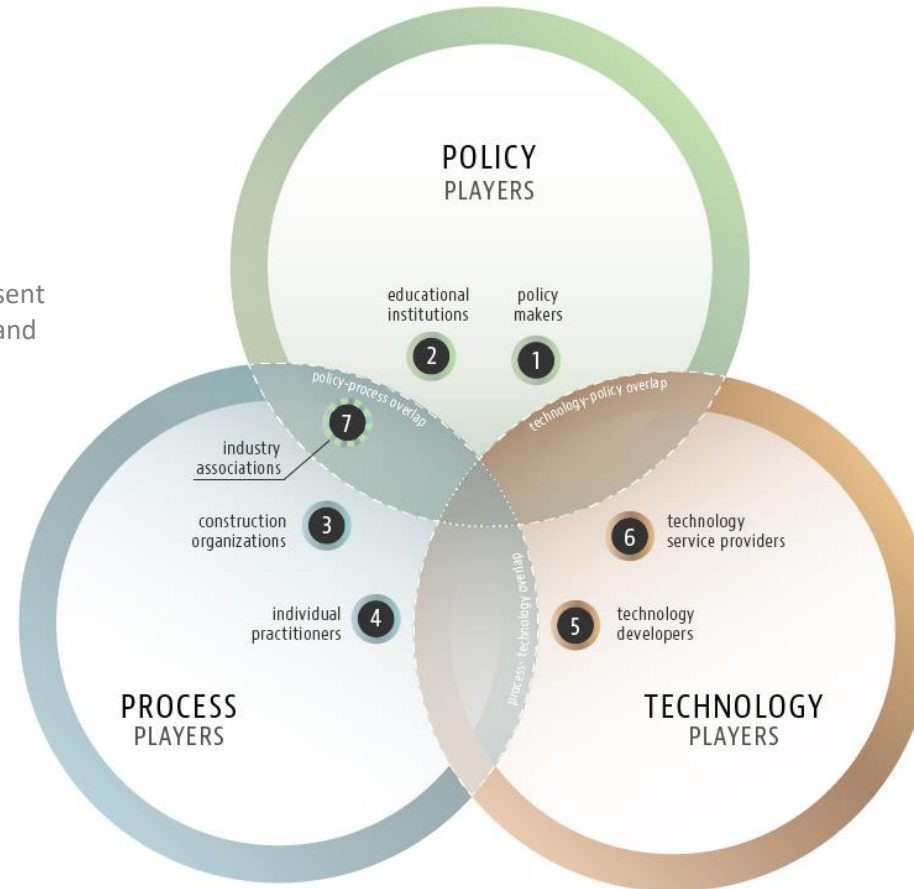 POLICY
PLAYERS
sent
and
educational
institutions
policy
makers
2
1
policy-process overlap
technology-policy overlap
7
industry
associations
construction
organizations
3
6
technology
service providers
individual
practitioners
4
5
technology
developers
process- technology overlap
PROCESS
PLAYERS
TECHNOLOGY
PLAYERS